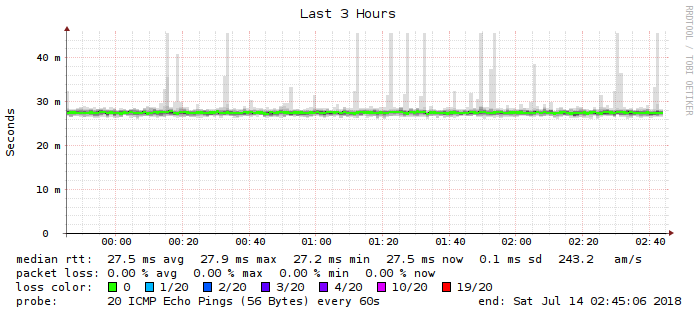 Last 3 Hours
RRDTOOL / TOBI OETIKER
Seconds
40 m
30 m
20 m
10 m
0
00:00 00:20 00:40 01:00 01:20 01:40 02:00 02:20 02:40
median rtt: 27.5 ms avg 27.9 ms max 27.2 ms min 27.5 ms now 0.1 ms sd 243.2 am/s
packet loss: 0.00 % avg 0.00 % max 0.00 % min 0.00 % now
loss color: 0 1/20 2/20 3/20 4/20 10/20 19/20
probe: 20 ICMP Echo Pings (56 Bytes) every 60s end: Sat Jul 14 02:45:06 2018